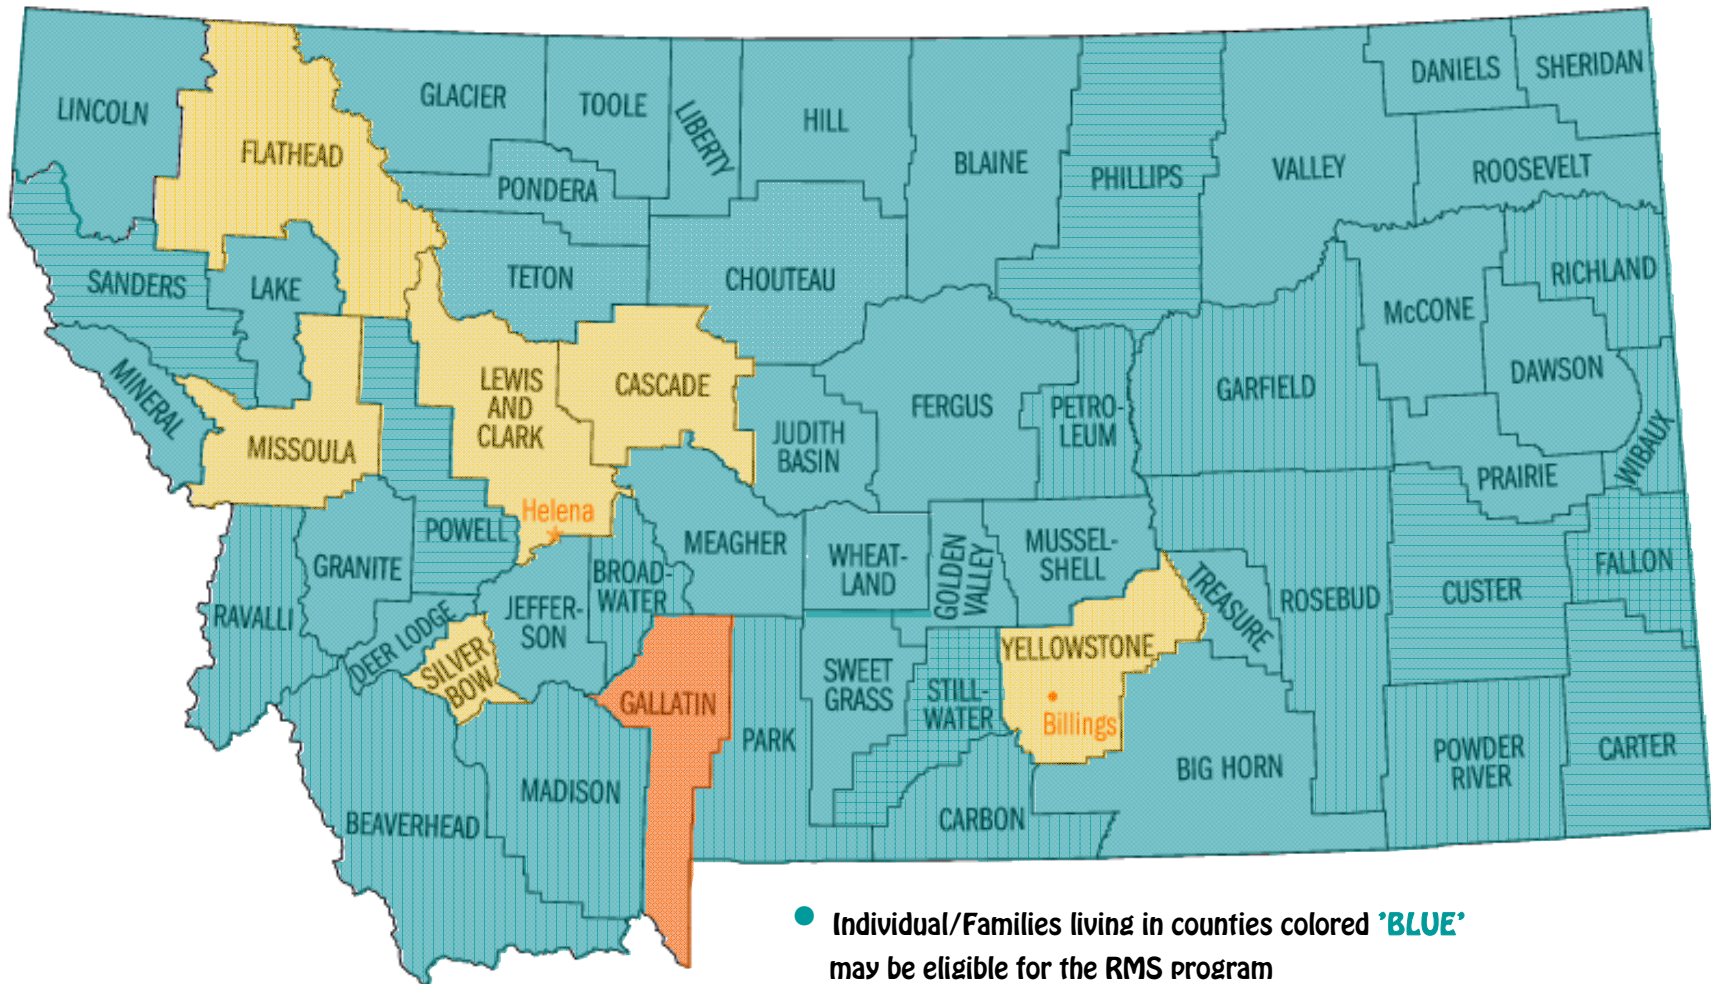 LINCOLN
FLATHEAD
GLACIER
TOOLE
LIBERTY
HILL
BLAINE
PHILLIPS
VALLEY
DANIELS
SHERIDAN
ROOSEVELT
PONDERA
SANDERS
LAKE
TETON
CHOUTEAU
RICHLAND
McCONE
MINERAL
MISSOULA
LEWIS
AND
CLARK
CASCADE
JUDITH
BASIN
FERGUS
PETRO-
LEUM
GARFIELD
DAWSON
PRAIRIE
WIBAUX
Helena
POWELL
GRANITE
RAVALLI
DEER LODGE
SILVER
BOW
JEFFER-
SON
BROAD-
WATER
MEAGHER
WHEAT-
LAND
GOLDEN
VALLEY
MUSSEL-
SHELL
TREASURE
ROSEBUD
CUSTER
FALLON
YELLOWSTONE
Billings
GALLATIN
PARK
SWEET
GRASS
STILL-
WATER
BEAVERHEAD
MADISON
CARBON
BIG HORN
POWDER
RIVER
CARTER
• Individual/Families living in counties colored 'BLUE'
may be eligible for the RMS program